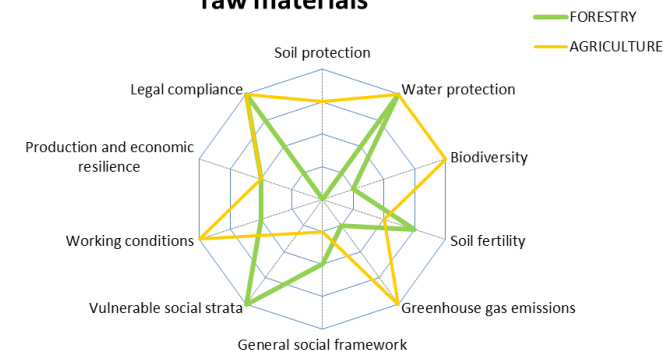 raw materials
FORESTRY
AGRICULTURE
Soil protection
Legal compliance
Water protection
Production and economic
resilience
Biodiversity
Working conditions
Soil fertility
Vulnerable social strata
Greenhouse gas emissions
General social framework